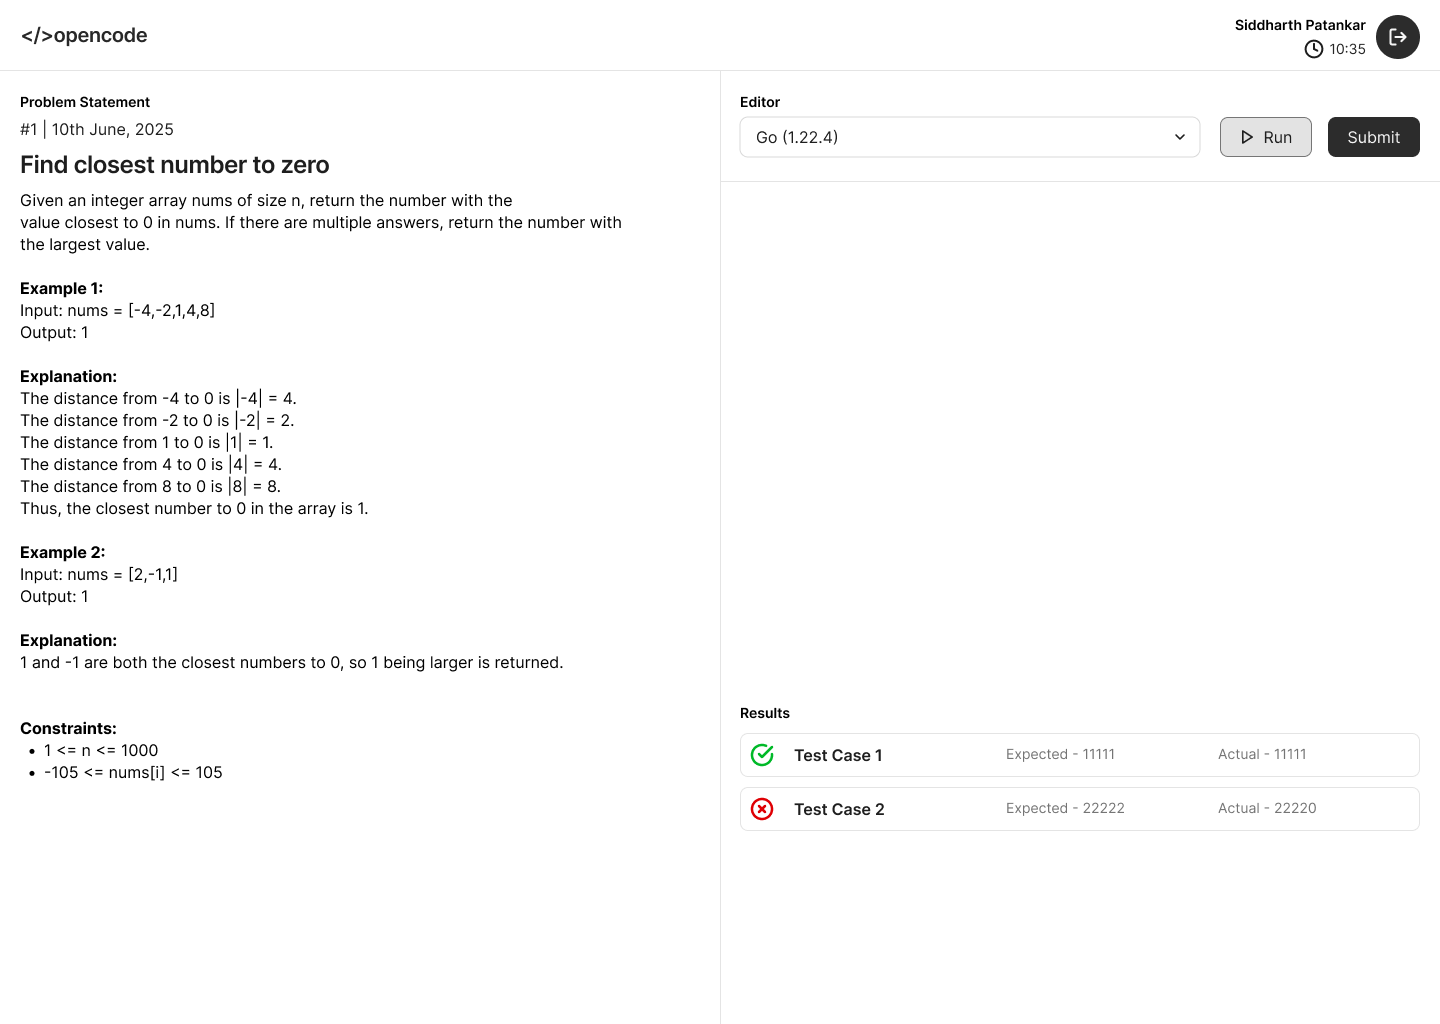 </>opencode
Siddharth Patankar
10:35
Problem Statement
#1 | 10th June, 2025
Find closest number to zero
Given an integer array nums of size n, return the number with the
value closest to 0 in nums. If there are multiple answers, return the number with
the largest value.
Example 1:
Input: nums = [-4,-2,1,4,8]
Output: 1
Explanation:
The distance from -4 to 0 is |-4| = 4.
The distance from -2 to 0 is |-2| = 2.
The distance from 1 to 0 is |1| = 1.
The distance from 4 to 0 is |4| = 4.
The distance from 8 to 0 is |8| = 8.
Thus, the closest number to 0 in the array is 1.
Example 2:
Input: nums = [2,-1,1]
Output: 1
Explanation:
1 and -1 are both the closest numbers to 0, so 1 being larger is returned.
Constraints:
• 1 <= n <= 1000
• -105 <= nums[i] <= 105
Editor
Go (1.22.4)
Run
Submit
Results
Test Case 1 Expected - 11111 Actual - 11111
Test Case 2 Expected - 22222 Actual - 22220